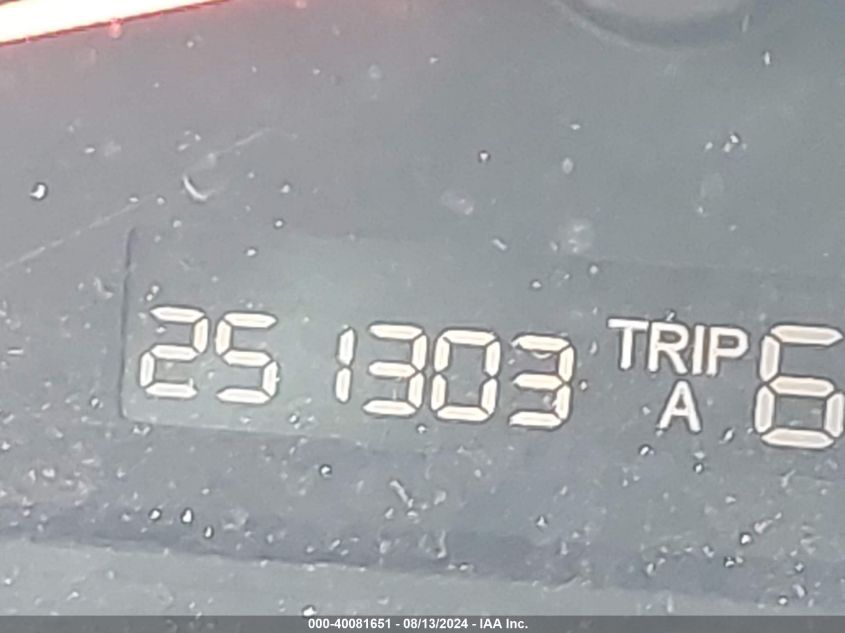 251303 TRIP A 6
000-40081651 - 08/13/2024 - IAA Inc.